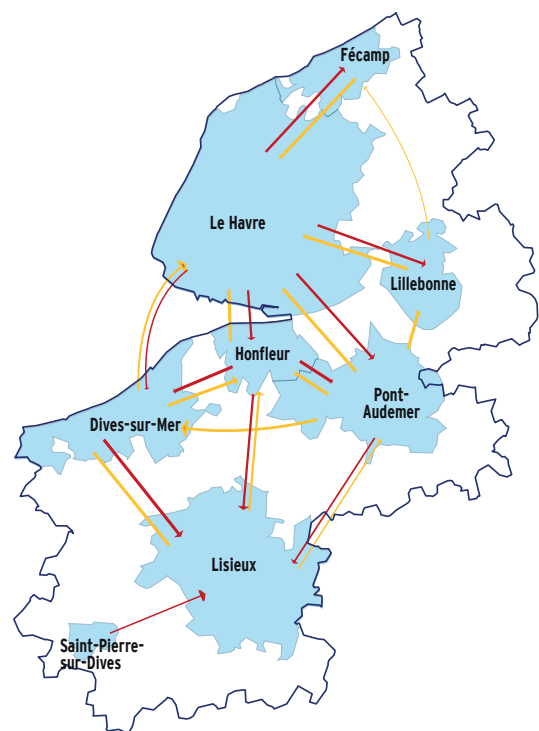 Fécamp
Le Havre
Lillebonne
Honfleur
Pont-
Audemer
Dives-sur-Mer
Lisieux
Saint-Pierre-
sur-Dives